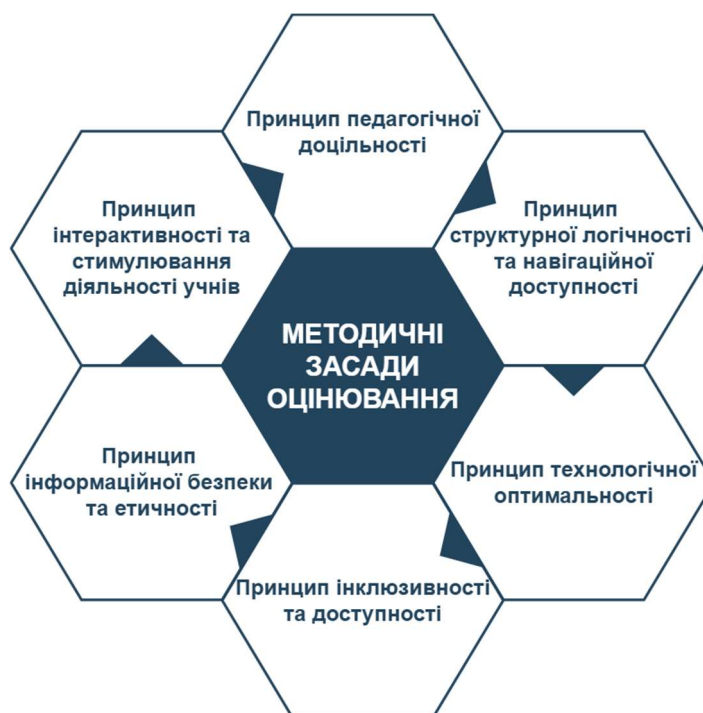 Принцип педагогічної
доцільності
Принцип
структурної логічності
та навігаційної
доступності
Принцип технологічної
оптимальності
Принцип інклюзивності
та доступності
Принцип
інформаційної безпеки
та етичності
Принцип
інтерактивності та
стимулювання
діяльності учнів
МЕТОДИЧНІ
ЗАСАДИ
ОЦІНЮВАННЯ